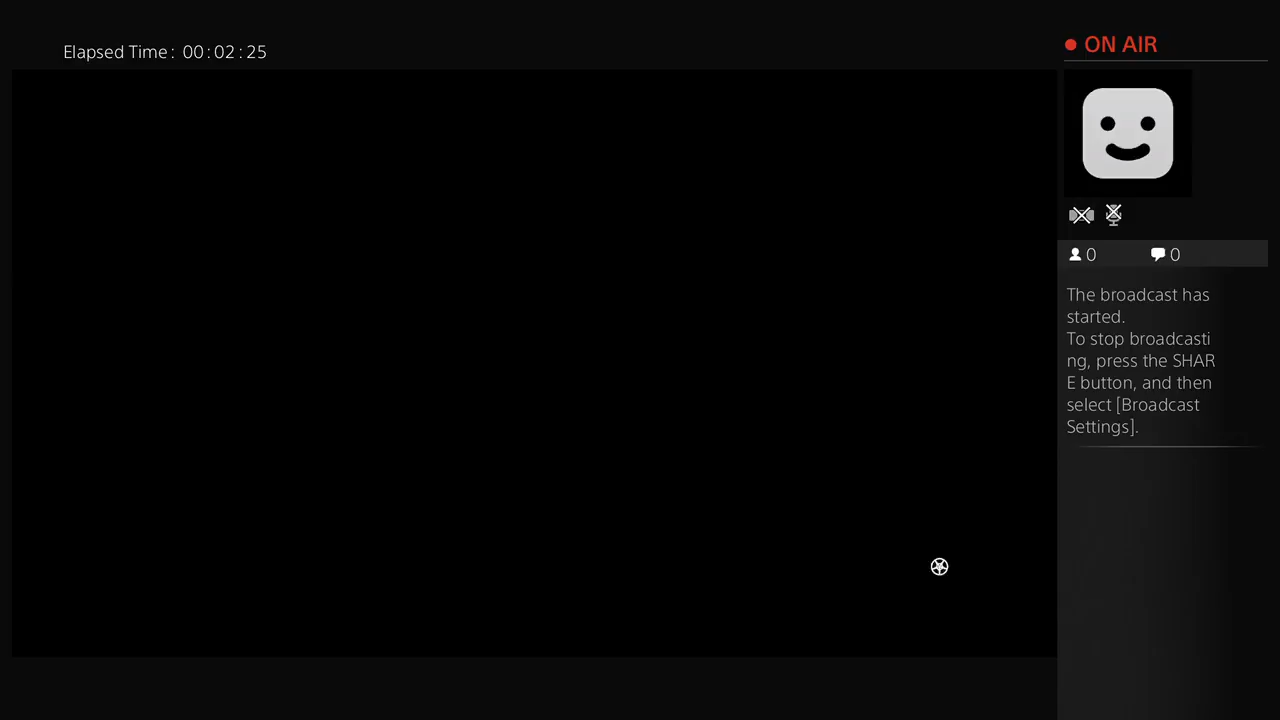 Elapsed Time: 00:02:25
ON AIR
0 0
The broadcast has
started.
To stop broadcasti
ng, press the SHAR
E button, and then
select [Broadcast
Settings].